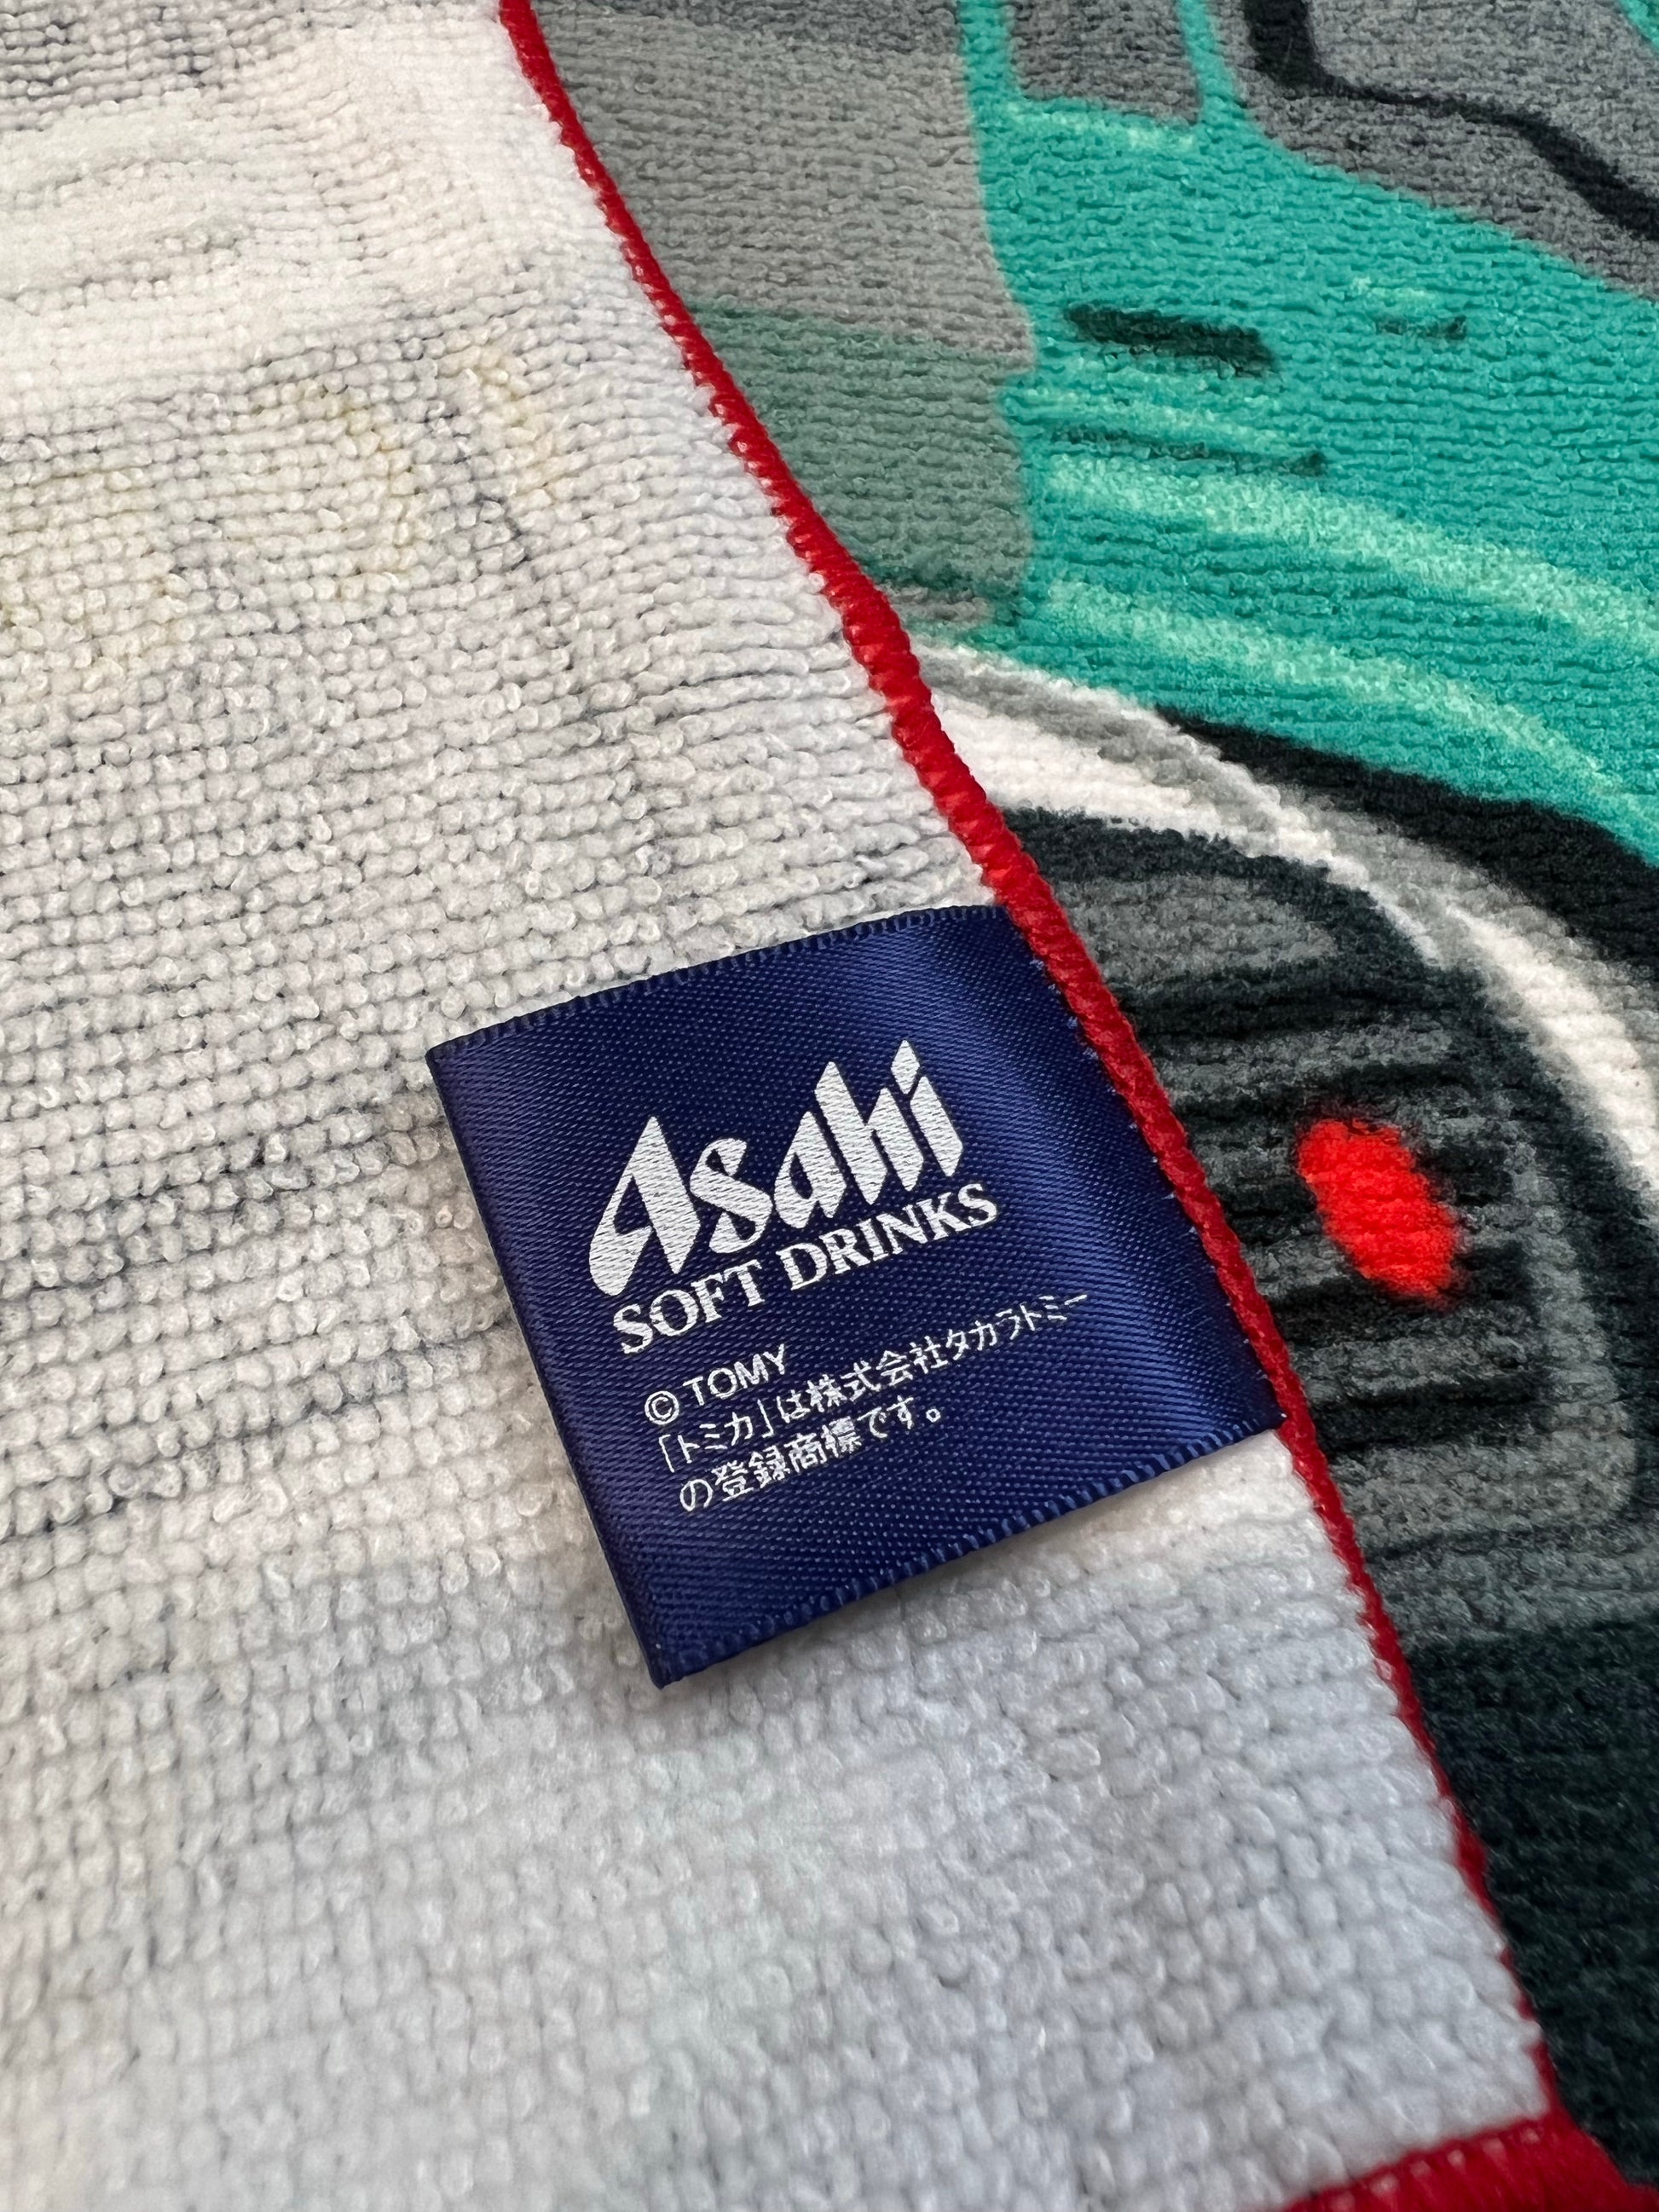 Asahi
SOFT DRINKS
© TOMY
「トミカ」は株式会社タカラトミー
の登録商標です。